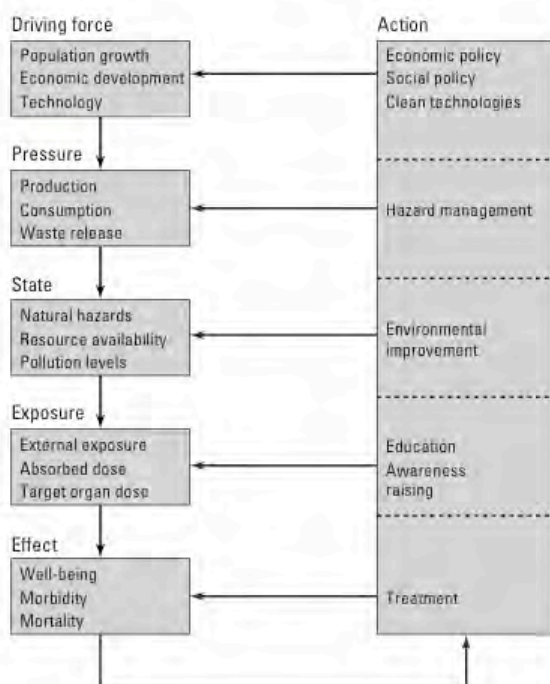 Driving force
Population growth
Economic development
Technology
Pressure
Production
Consumption
Waste release
State
Natural hazards
Resource availability
Pollution levels
Exposure
External exposure
Absorbed dose
Target organ dose
Effect
Well-being
Morbidity
Mortality
Action
Economic policy
Social policy
Clean technologies
Hazard management
Environmental
improvement
Education
Awareness
raising
Treatment